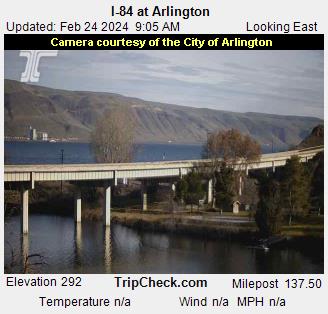 I-84 at Arlington
Updated: Feb 24 2024 9:05 AM Looking East
Camera courtesy of the City of Arlington
Elevation 292 TripCheck.com Milepost 137.50
Temperature n/a Wind n/a MPH n/a